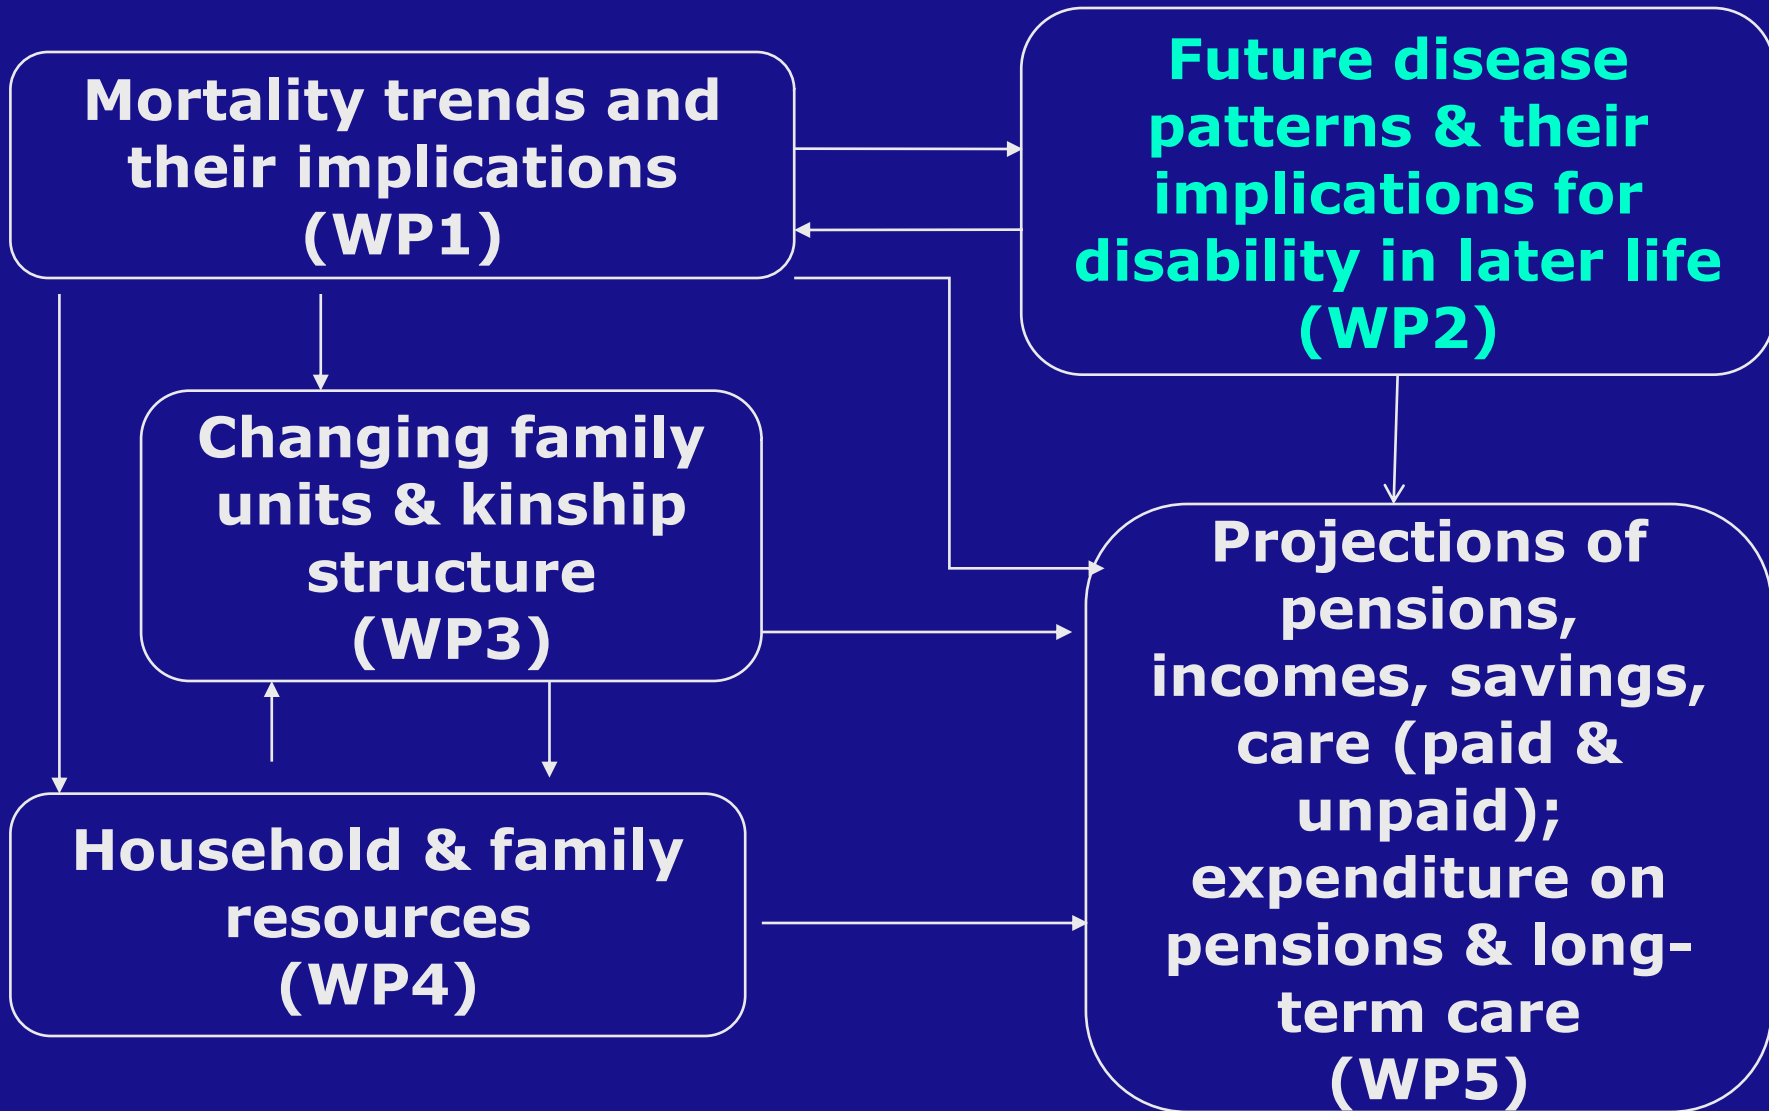 Mortality trends and
their implications
(WP1)
Future disease
patterns & their
implications for
disability in later life
(WP2)
Changing family
units & kinship
structure
(WP3)
Household & family
resources
(WP4)
Projections of
pensions,
incomes, savings,
care (paid &
unpaid);
expenditure on
pensions & long-
term care
(WP5)